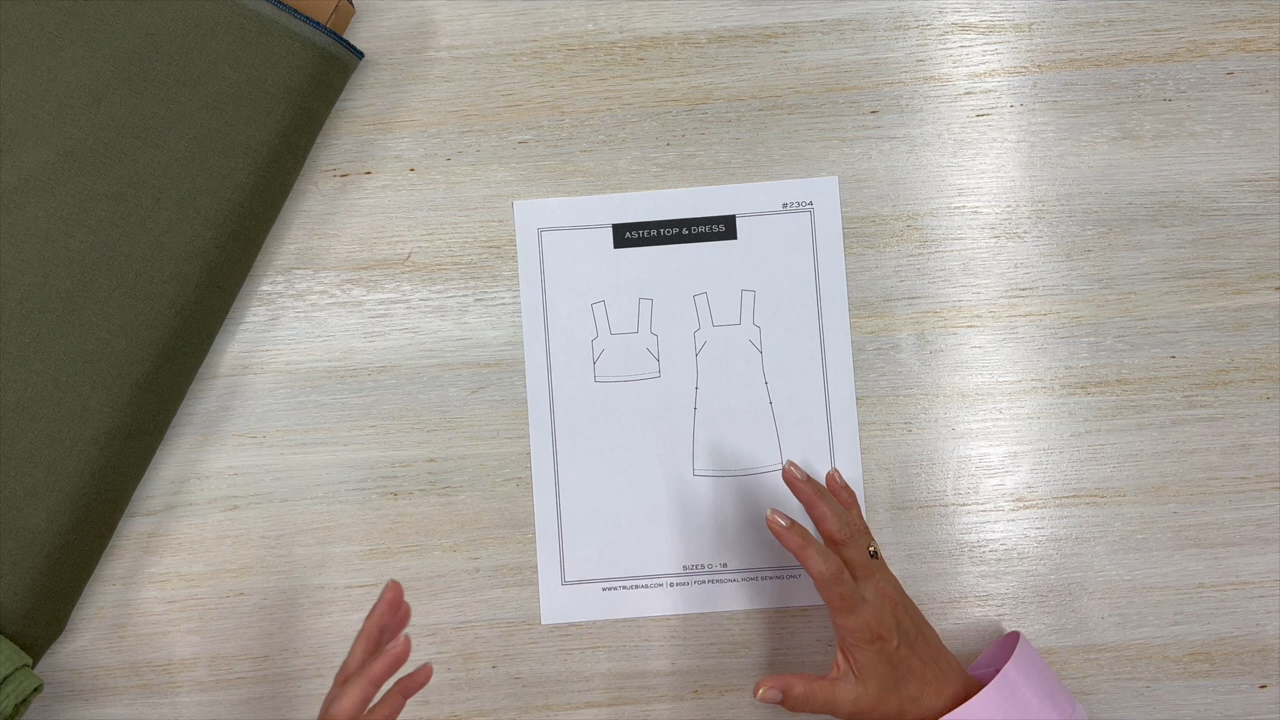 #2304
ASTER TOP & DRESS
SIZES 0 - 18
WWW.TRUEBIAS.COM | © 2023 | FOR PERSONAL HOME SEWING ONLY